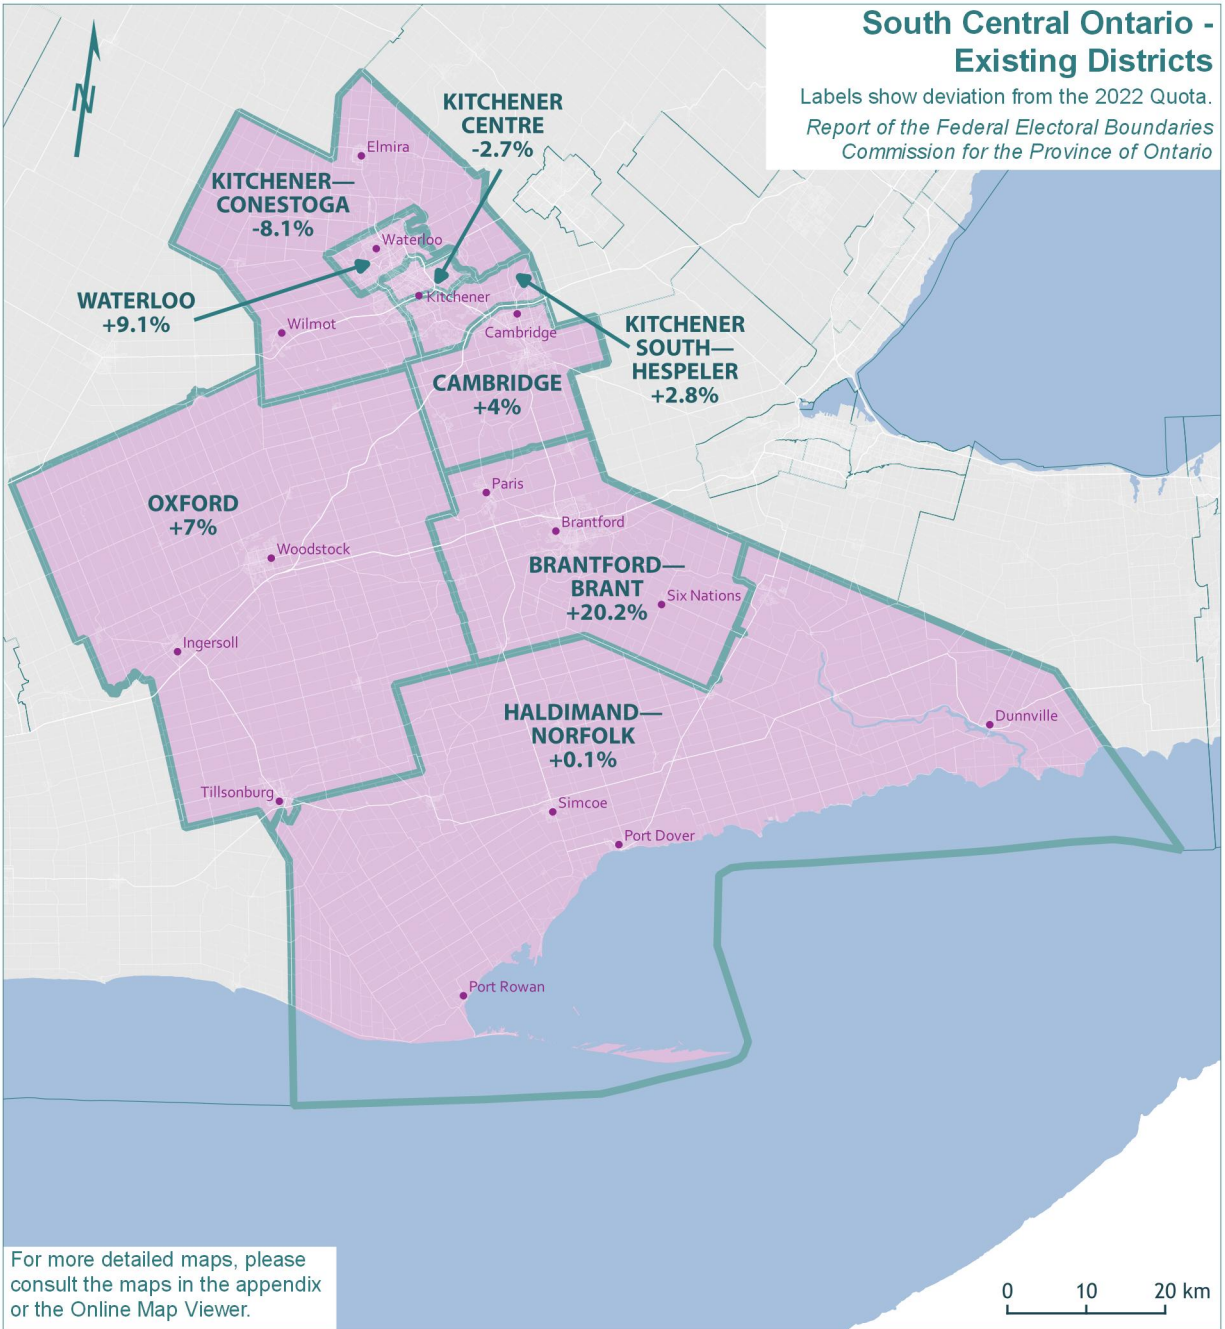 South Central Ontario -
Existing Districts
Labels show deviation from the 2022 Quota.
Report of the Federal Electoral Boundaries
Commission for the Province of Ontario
N
KITCHENER
CENTRE
-2.7%
Elmira
KITCHENER—
CONESTOGA
-8.1%
Waterloo
WATERLOO
+9.1%
Kitchener
Wilmot
Cambridge
KITCHENER
SOUTH—
HESPELER
+2.8%
CAMBRIDGE
+4%
OXFORD
+7%
Paris
Brantford
Woodstock
BRANTFORD—
BRANT
+20.2%
Six Nations
Ingersoll
HALDIMAND—
NORFOLK
+0.1%
Dunnville
Tillsonburg
Simcoe
Port Dover
Port Rowan
For more detailed maps, please
consult the maps in the appendix
or the Online Map Viewer.
0 10 20 km